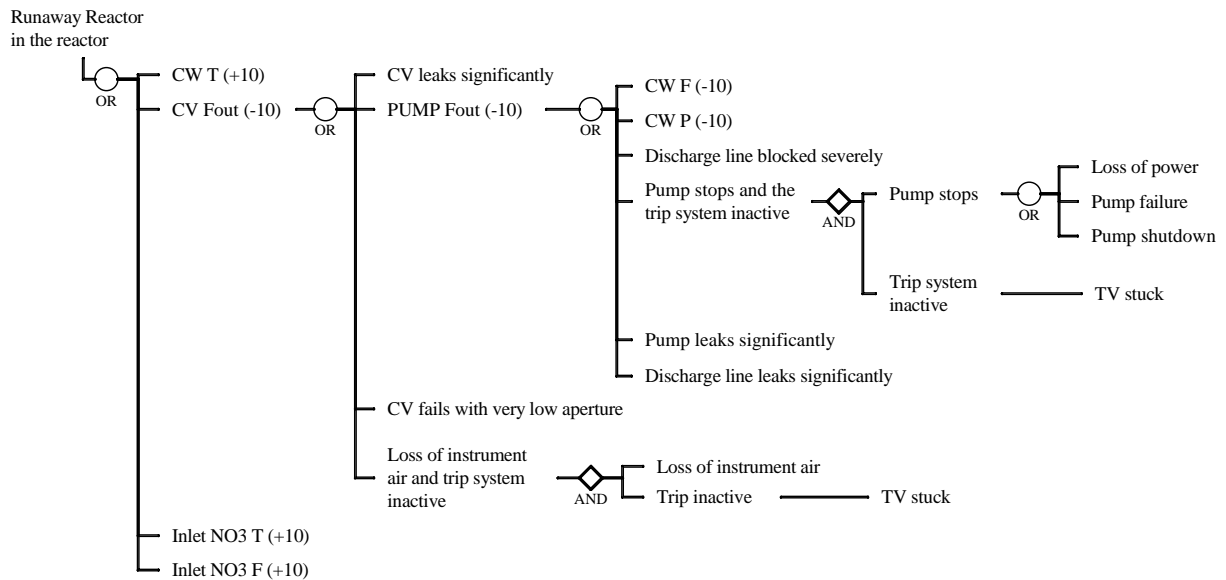 Runaway Reactor
in the reactor
OR
CW T (+10)
CV Fout (-10)
OR
CV leaks significantly
PUMP Fout (-10)
OR
CW F (-10)
CW P (-10)
Discharge line blocked severely
Pump stops and the
trip system inactive
AND
Pump stops
OR
Loss of power
Pump failure
Pump shutdown
Trip system
inactive
TV stuck
Pump leaks significantly
Discharge line leaks significantly
CV fails with very low aperture
Loss of instrument
air and trip system
inactive
AND
Loss of instrument air
Trip inactive
TV stuck
Inlet NO3 T (+10)
Inlet NO3 F (+10)